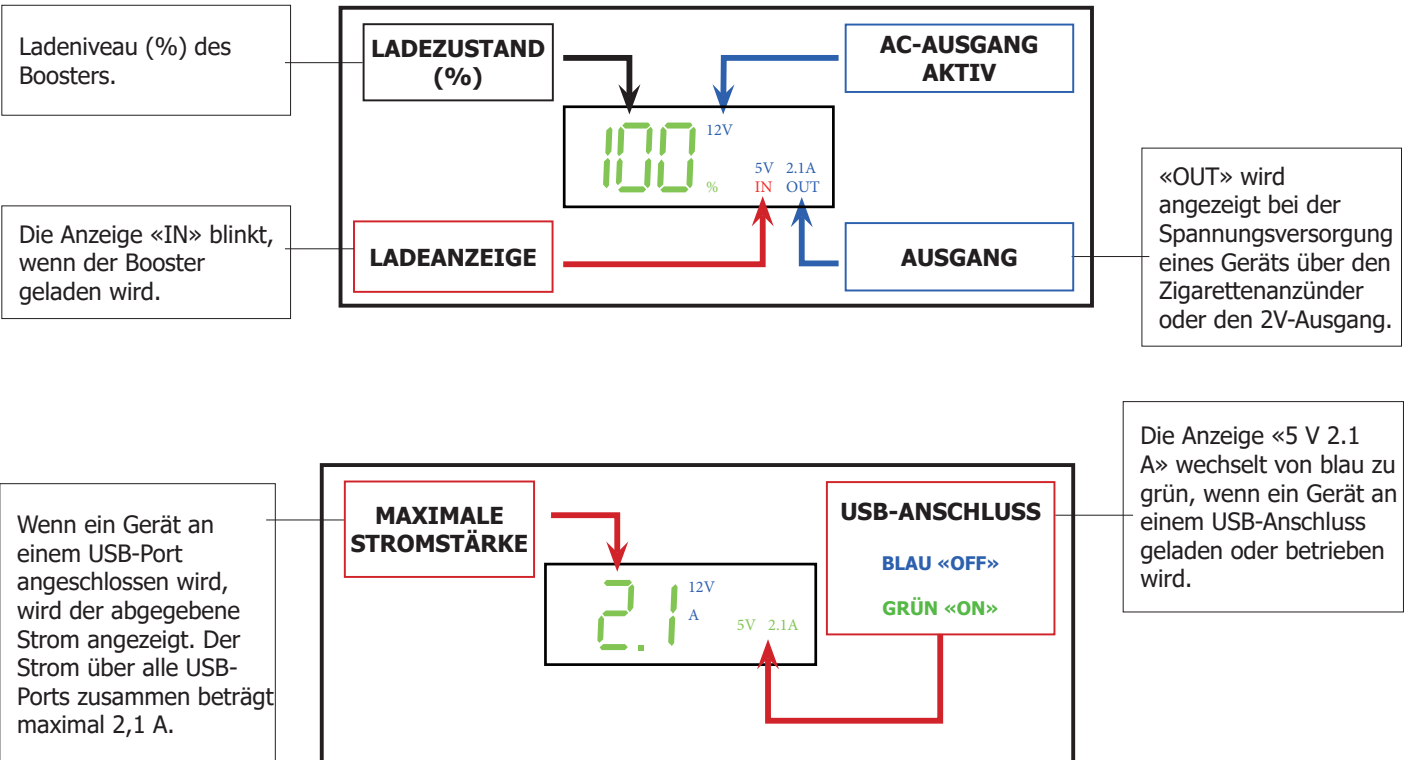 Ladeniveau (%) des
Boosters.
LADEZUSTAND
(%)
AC-AUSGANG
AKTIV
100
12V
%
5V 2.1A
IN OUT
Die Anzeige «IN» blinkt,
wenn der Booster
geladen wird.
LADEANZEIGE
AUSGANG
«OUT» wird
angezeigt bei der
Spannungsversorgung
eines Geräts über den
Zigarettenanzünder
oder den 2V-Ausgang.
Wenn ein Gerät an
einem USB-Port
angeschlossen wird,
wird der abgegebene
Strom angezeigt. Der
Strom über alle USB-
Ports zusammen beträgt
maximal 2,1 A.
MAXIMALE
STROMSTÄRKE
2.1
12V
A
5V 2.1A
USB-ANSCHLUSS
BLAU «OFF»
GRÜN «ON»
Die Anzeige «5 V 2.1
A» wechselt von blau zu
grün, wenn ein Gerät an
einem USB-Anschluss
geladen oder betrieben
wird.